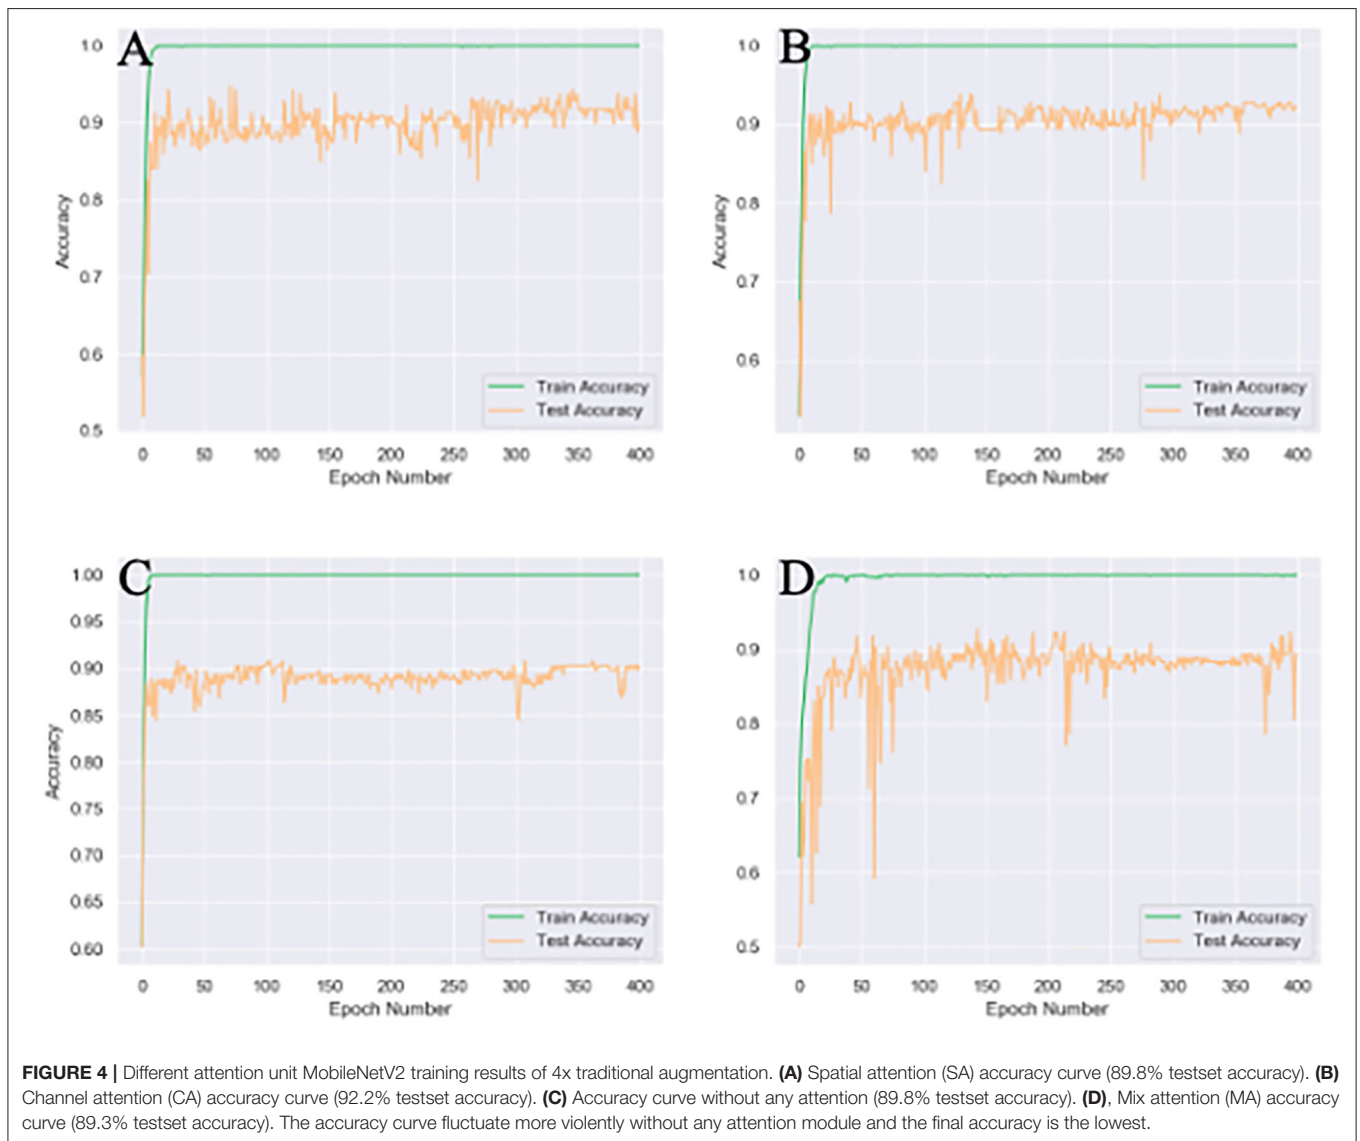 A
1.0
0.9
0.8
0.7
0.6
0.5
Accuracy
Train Accuracy
Test Accuracy
0 50 100 150 200 250 300 350 400
Epoch Number
B
1.0
0.9
0.8
0.7
0.6
Accuracy
Train Accuracy
Test Accuracy
0 50 100 150 200 250 300 350 400
Epoch Number
C
1.00
0.95
0.90
0.85
0.80
0.75
0.70
0.65
0.60
Accuracy
Train Accuracy
Test Accuracy
0 50 100 150 200 250 300 350 400
Epoch Number
D
1.0
0.9
0.8
0.7
0.6
0.5
Accuracy
Train Accuracy
Test Accuracy
0 50 100 150 200 250 300 350 400
Epoch Number
FIGURE 4 | Different attention unit MobileNetV2 training results of 4x traditional augmentation. (A) Spatial attention (SA) accuracy curve (89.8% testset accuracy). (B)
Channel attention (CA) accuracy curve (92.2% testset accuracy). (C) Accuracy curve without any attention (89.8% testset accuracy). (D), Mix attention (MA) accuracy
curve (89.3% testset accuracy). The accuracy curve fluctuate more violently without any attention module and the final accuracy is the lowest.